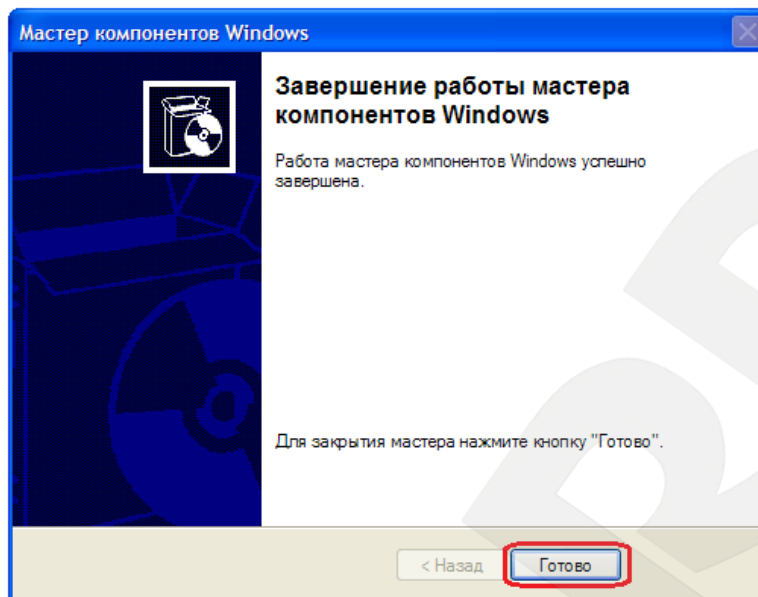 Мастер компонентов Windows
Завершение работы мастера
компонентов Windows
Работа мастера компонентов Windows успешно
завершена.
Для закрытия мастера нажмите кнопку "Готово".
< Назад
Готово